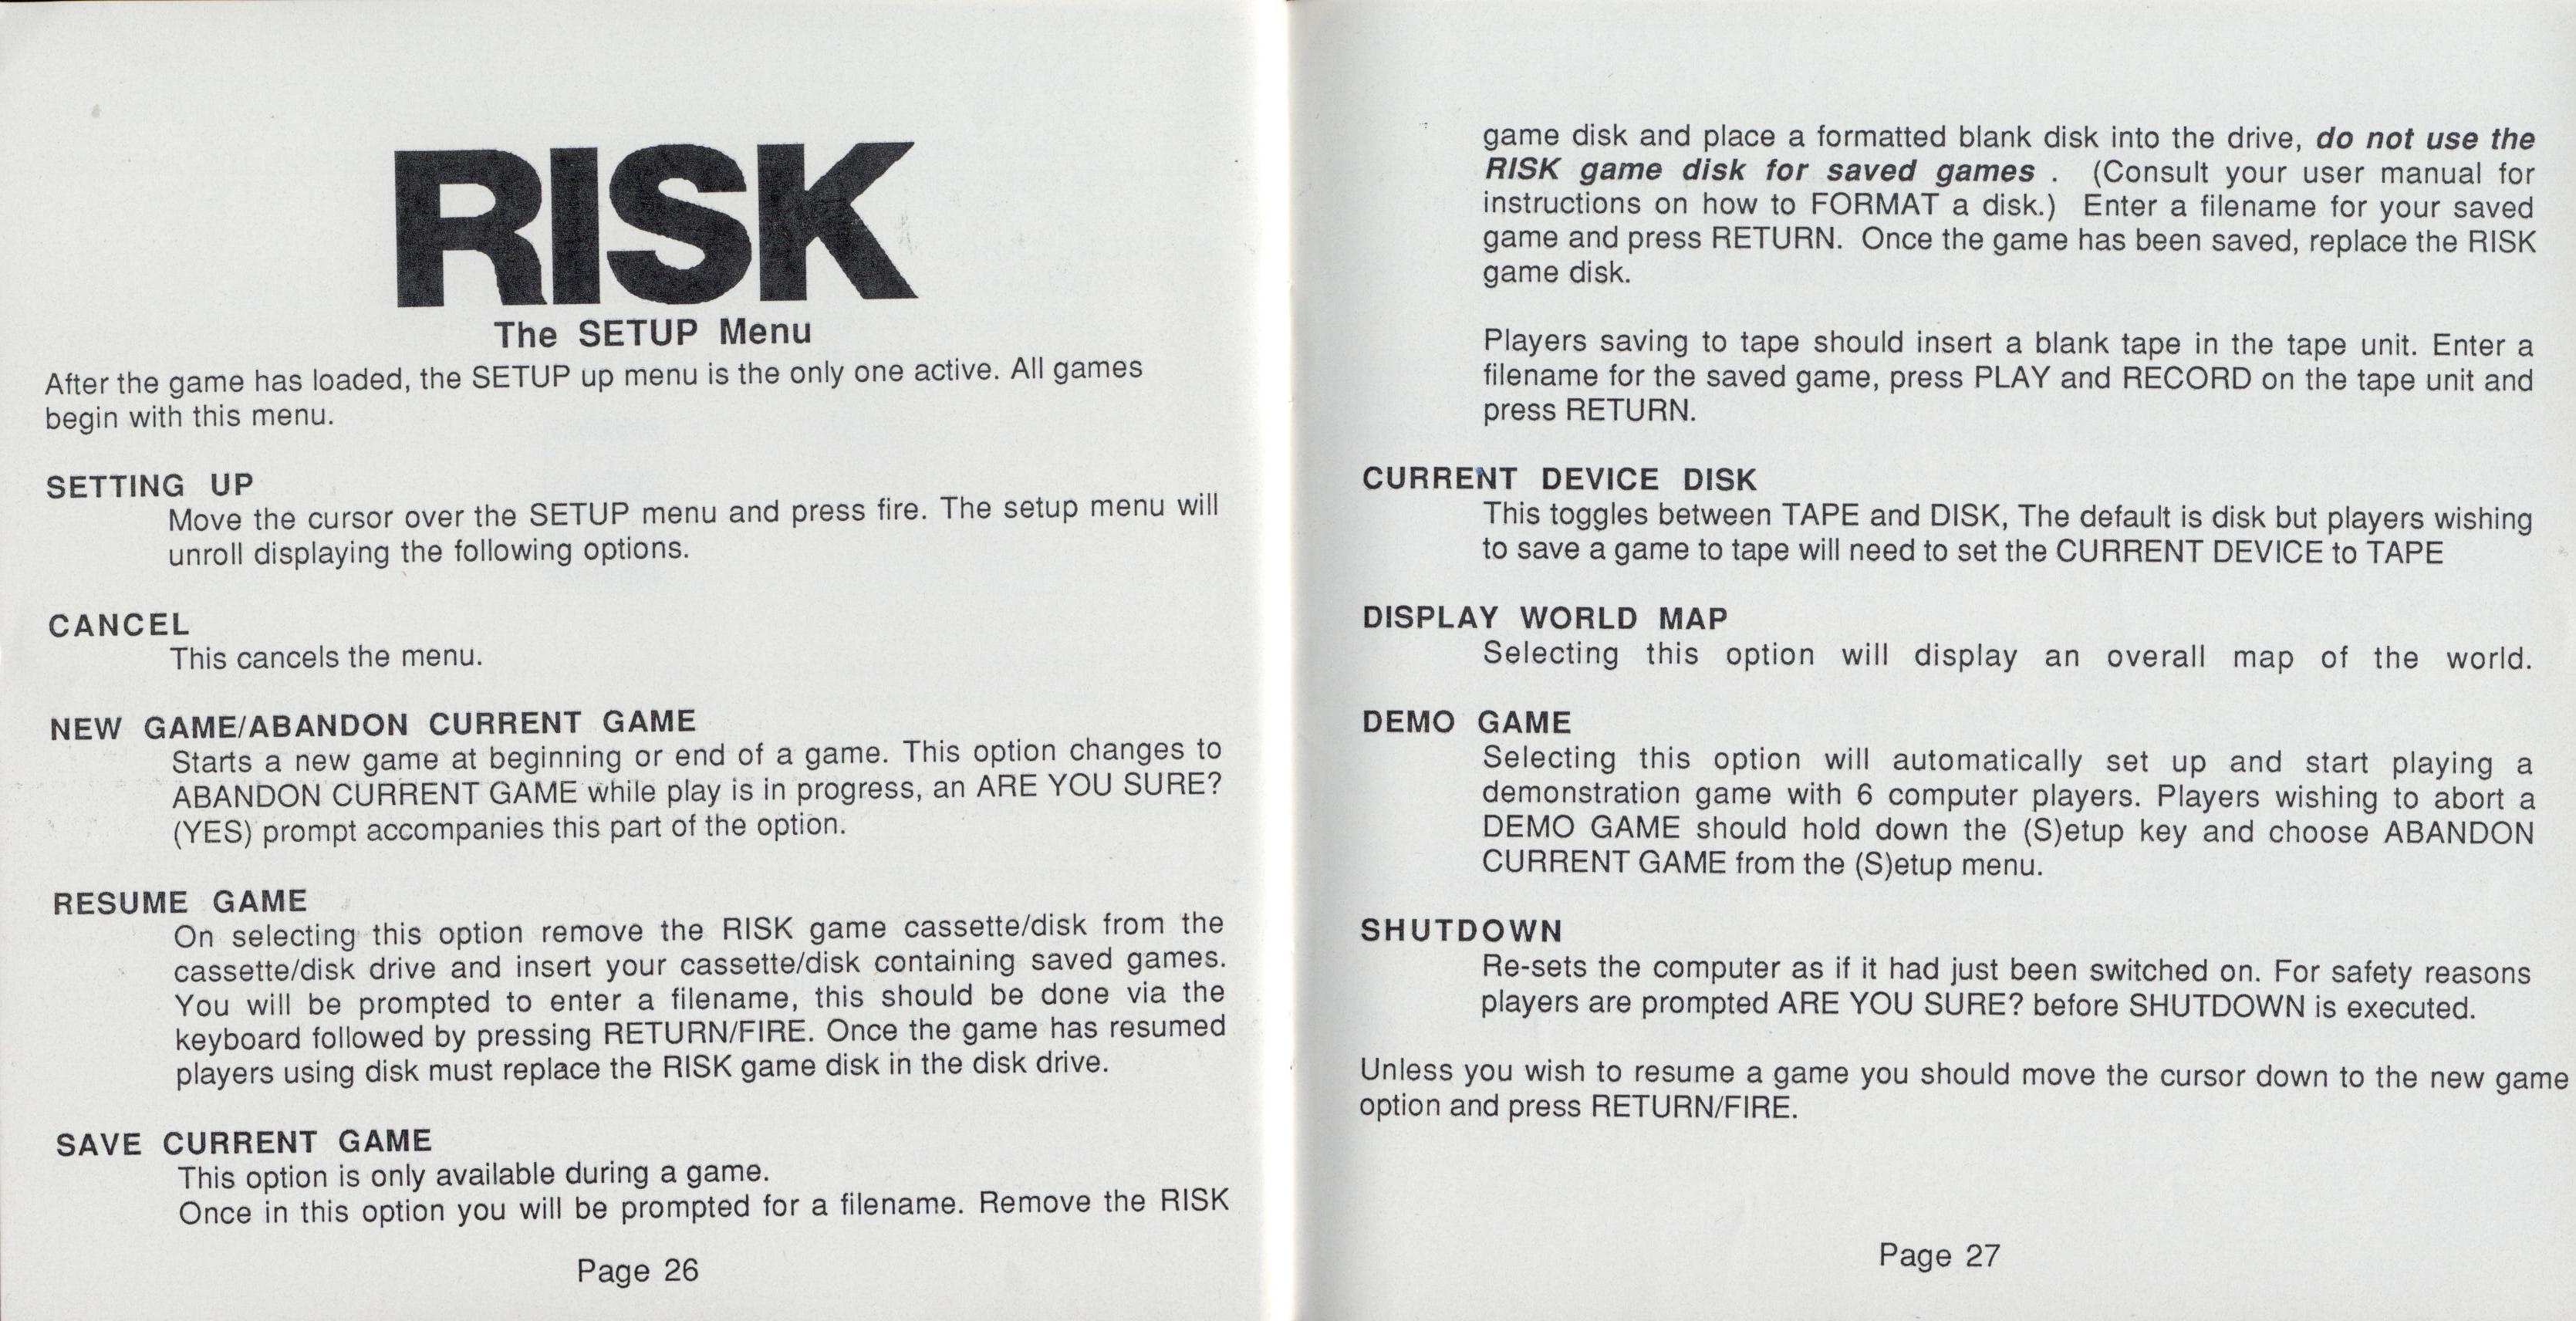 RISK
The SETUP Menu
After the game has loaded, the SETUP up menu is the only one active. All games
begin with this menu.
SETTING UP
Move the cursor over the SETUP menu and press fire. The setup menu will
unroll displaying the following options.
CANCEL
This cancels the menu.
NEW GAME/ABANDON CURRENT GAME
Starts a new game at beginning or end of a game. This option changes to
ABANDON CURRENT GAME while play is in progress, an ARE YOU SURE?
(YES) prompt accompanies this part of the option.
RESUME GAME
On selecting this option remove the RISK game cassette/disk from the
cassette/disk drive and insert your cassette/disk containing saved games.
You will be prompted to enter a filename, this should be done via the
keyboard followed by pressing RETURN/FIRE. Once the game has resumed
players using disk must replace the RISK game disk in the disk drive.
SAVE CURRENT GAME
This option is only available during a game.
Once in this option you will be prompted for a filename. Remove the RISK
Page 26
game disk and place a formatted blank disk into the drive, do not use the
RISK game disk for saved games . (Consult your user manual for
instructions on how to FORMAT a disk.) Enter a filename for your saved
game and press RETURN. Once the game has been saved, replace the RISK
game disk.
Players saving to tape should insert a blank tape in the tape unit. Enter a
filename for the saved game, press PLAY and RECORD on the tape unit and
press RETURN.
CURRENT DEVICE DISK
This toggles between TAPE and DISK, The default is disk but players wishing
to save a game to tape will need to set the CURRENT DEVICE to TAPE
DISPLAY WORLD MAP
Selecting this option will display an overall map of the world.
DEMO GAME
Selecting this option will automatically set up and start playing a
demonstration game with 6 computer players. Players wishing to abort a
DEMO GAME should hold down the (S)etup key and choose ABANDON
CURRENT GAME from the (S)etup menu.
SHUTDOWN
Re-sets the computer as if it had just been switched on. For safety reasons
players are prompted ARE YOU SURE? before SHUTDOWN is executed.
Unless you wish to resume a game you should move the cursor down to the new game
option and press RETURN/FIRE.
Page 27